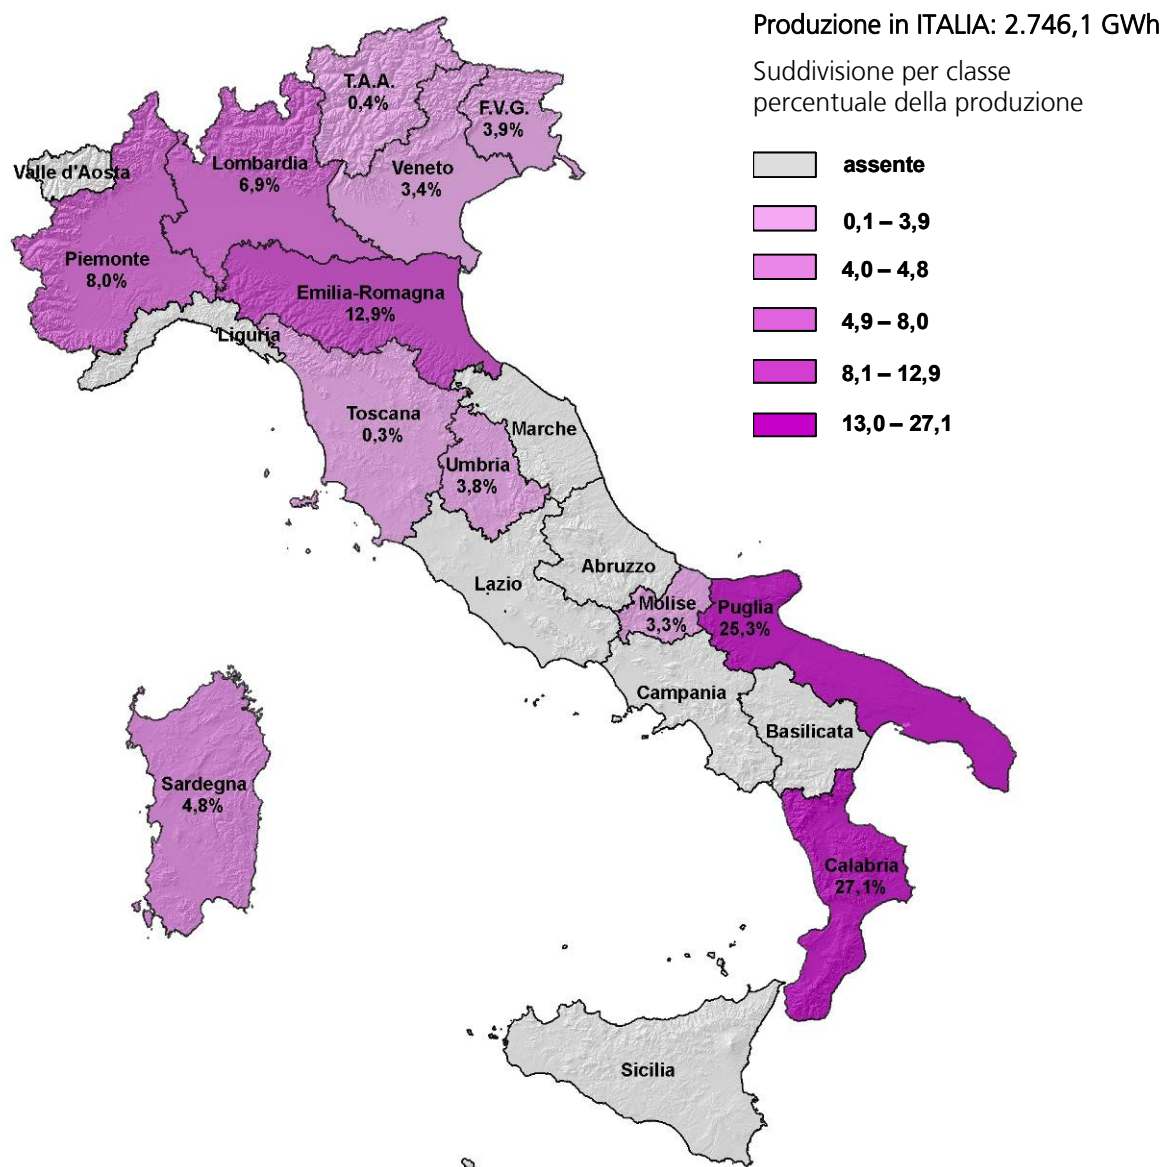 Produzione in ITALIA: 2.746,1 GWh
Suddivisione per classe
percentuale della produzione
assente
0,1 – 3,9
4,0 – 4,8
4,9 – 8,0
8,1 – 12,9
13,0 – 27,1
T.A.A.
0,4%
F.V.G.
3,9%
Valle d'Aosta
Lombardia
6,9%
Veneto
3,4%
Piemonte
8,0%
Emilia-Romagna
12,9%
Liguria
Toscana
0,3%
Marche
Umbria
3,8%
Lazio
Abruzzo
Molise
3,3%
Puglia
25,3%
Campania
Basilicata
Sardegna
4,8%
Calabria
27,1%
Sicilia